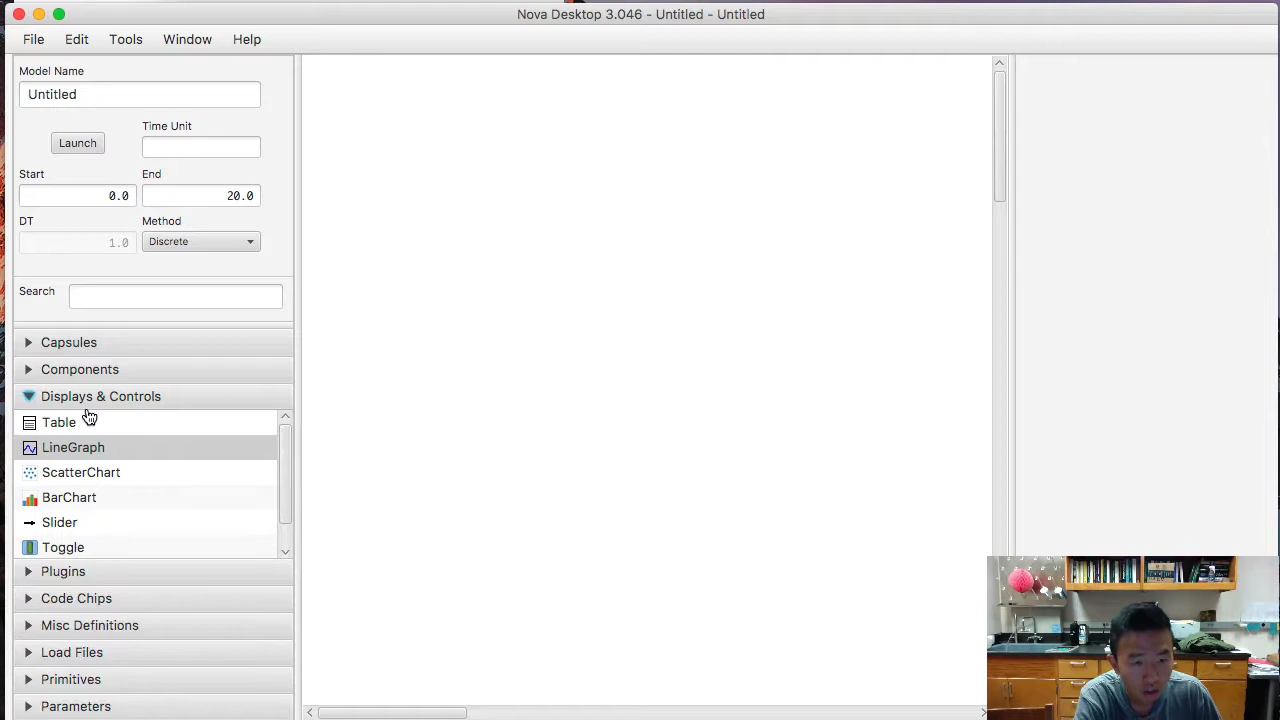 Nova Desktop 3.046 - Untitled - Untitled
File Edit Tools Window Help
Model Name
Untitled
Time Unit
Launch
Start End
0.0 20.0
DT Method
1.0 Discrete
Search
Capsules
Components
Displays & Controls
Table
LineGraph
ScatterChart
BarChart
Slider
Toggle
Plugins
Code Chips
Misc Definitions
Load Files
Primitives
Parameters